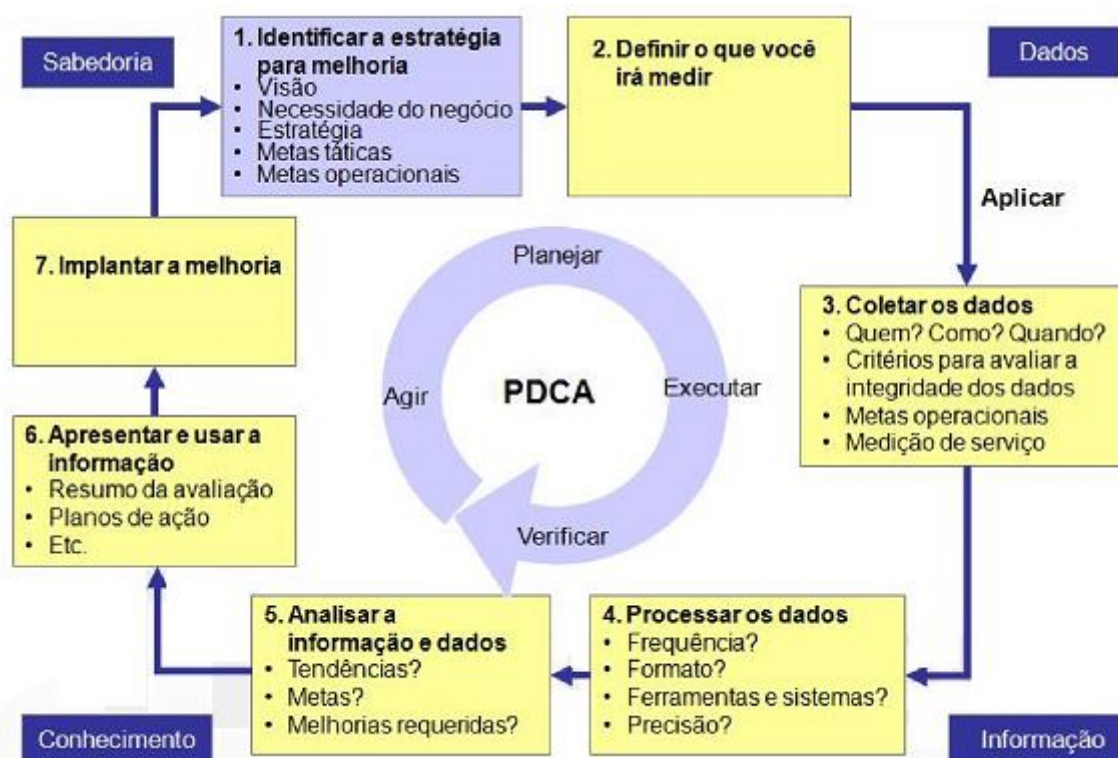 Sabedoria
1. Identificar a estratégia
para melhoria
• Visão
• Necessidade do negócio
• Estratégia
• Metas táticas
• Metas operacionais
2. Definir o que você
irá medir
Dados
Aplicar
7. Implantar a melhoria
Planejar
Executar
Verificar
Agir
PDCA
3. Coletar os dados
• Quem? Como? Quando?
• Critérios para avaliar a
integridade dos dados
• Metas operacionais
• Medição de serviço
6. Apresentar e usar a
informação
• Resumo da avaliação
• Planos de ação
• Etc.
5. Analisar a
informação e dados
• Tendências?
• Metas?
• Melhorias requeridas?
4. Processar os dados
• Frequência?
• Formato?
• Ferramentas e sistemas?
• Precisão?
Conhecimento
Informação